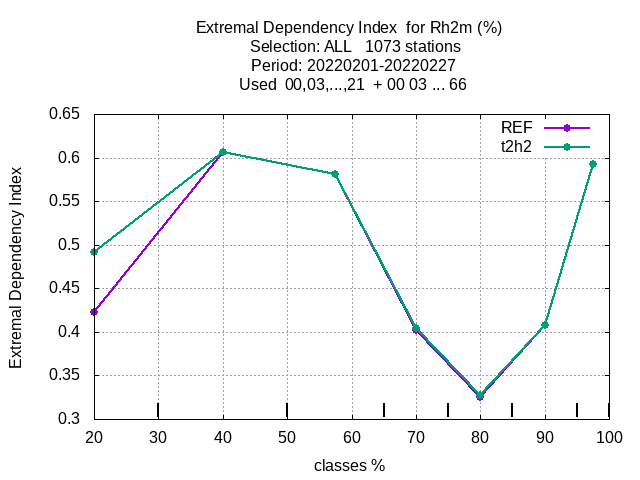 Extremal Dependency Index  for Rh2m (%)
Selection: ALL   1073 stations
Period: 20220201-20220227
Used  00,03,...,21  + 00 03 ... 66
REF
t2h2
Extremal Dependency Index
0.65
0.6
0.55
0.5
0.45
0.4
0.35
0.3
20 30 40 50 60 70 80 90 100
classes %